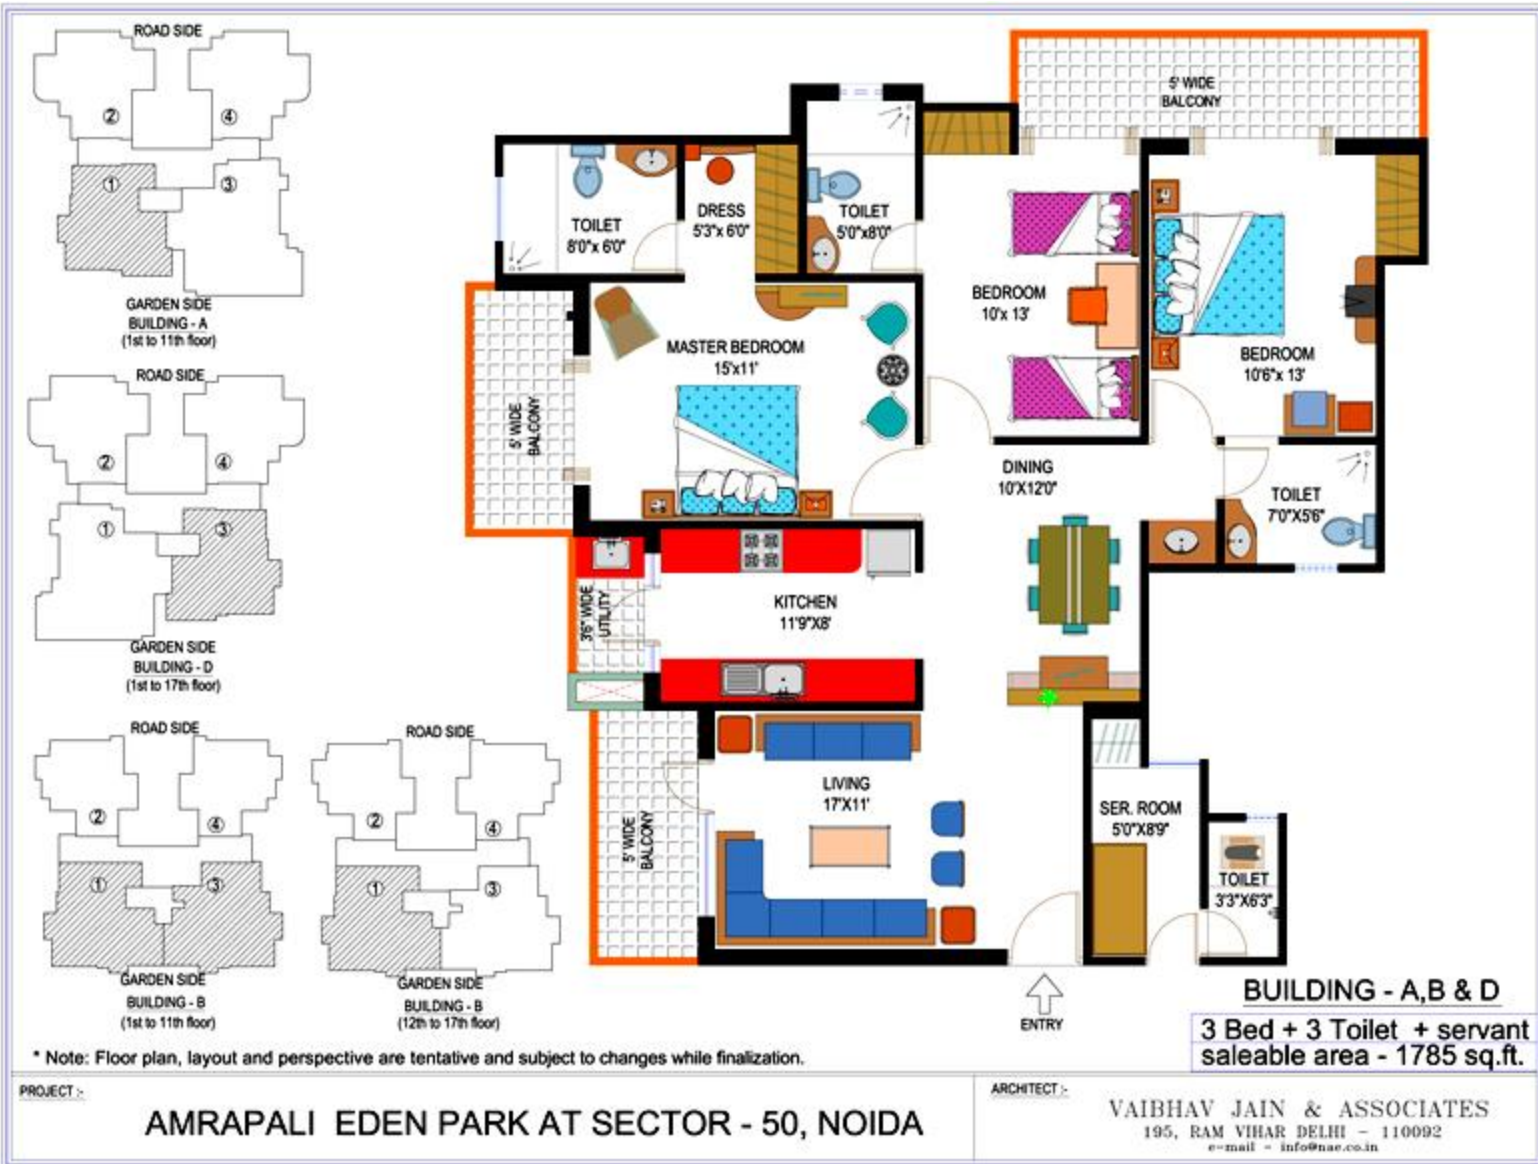 ROAD SIDE
②
④
①
③
GARDEN SIDE
BUILDING - A
(1st to 11th floor)
ROAD SIDE
②
④
①
③
GARDEN SIDE
BUILDING - D
(1st to 17th floor)
ROAD SIDE
②
④
①
③
GARDEN SIDE
BUILDING - B
(1st to 11th floor)
ROAD SIDE
②
④
①
③
GARDEN SIDE
BUILDING - B
(12th to 17th floor)
5' WIDE
BALCONY
TOILET
8'0"x 6'0"
DRESS
5'3"x 6'0"
TOILET
5'0"x8'0"
BEDROOM
10'x 13'
BEDROOM
10'6"x 13'
MASTER BEDROOM
15'x11'
5' WIDE
BALCONY
DINING
10'X12'0"
TOILET
7'0"X5'6"
KITCHEN
11'9"X8'
3'6" WIDE
UTILITY
LIVING
17'X11'
5' WIDE
BALCONY
SER. ROOM
5'0"X8'9"
TOILET
3'3"X6'3"
ENTRY
BUILDING - A,B & D
3 Bed + 3 Toilet + servant
saleable area - 1785 sq.ft.
* Note: Floor plan, layout and perspective are tentative and subject to changes while finalization.
PROJECT :-
AMRAPALI EDEN PARK AT SECTOR - 50, NOIDA
ARCHITECT :-
VAIBHAV JAIN & ASSOCIATES
195, RAM VIHAR DELHI - 110092
e-mail - info@nae.co.in